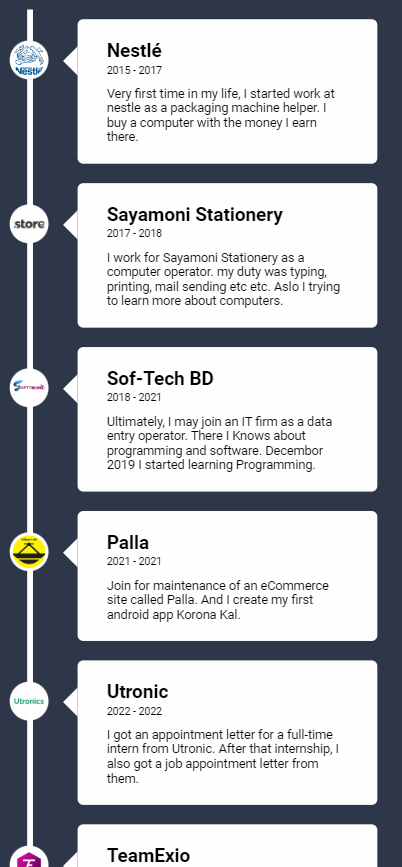 Nestlé
Nestlé
2015 - 2017
Very first time in my life, I started work at
nestle as a packaging machine helper. I
buy a computer with the money I earn
there.
store
Sayamoni Stationery
2017 - 2018
I work for Sayamoni Stationery as a
computer operator. my duty was typing,
printing, mail sending etc etc. Aslo I trying
to learn more about computers.
Sof-Tech BD
2018 - 2021
Ultimately, I may join an IT firm as a data
entry operator. There I Knows about
programming and software. Decembor
2019 I started learning Programming.
Palla
2021 - 2021
Join for maintenance of an eCommerce
site called Palla. And I create my first
android app Korona Kal.
Utronics
Utronic
2022 - 2022
I got an appointment letter for a full-time
intern from Utronic. After that internship, I
also got a job appointment letter from
them.
TeamExio